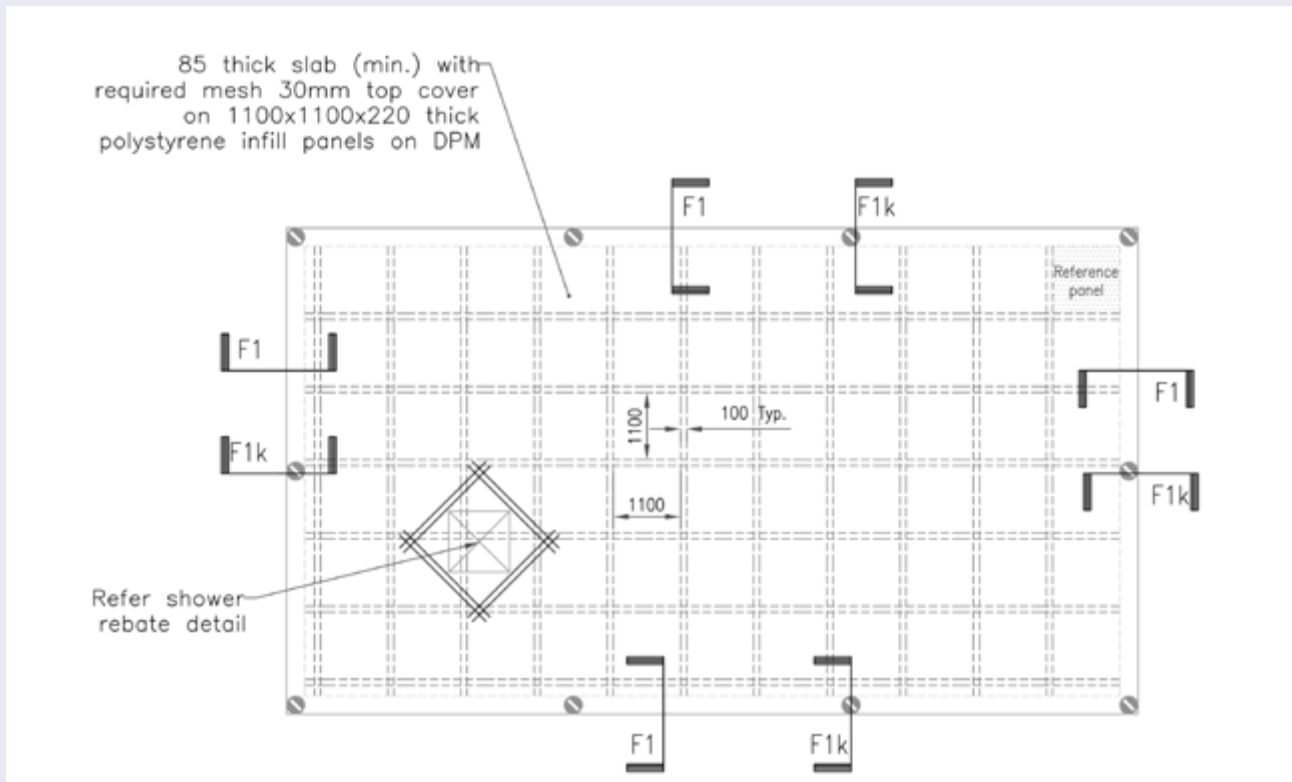 85 thick slab (min.) with
required mesh 30mm top cover
on 1100x1100x220 thick
polystyrene infill panels on DPM
F1
F1k
Reference
panel
F1
F1
1100
100 Typ.
F1k
F1k
1100
Refer shower
rebate detail
F1
F1k